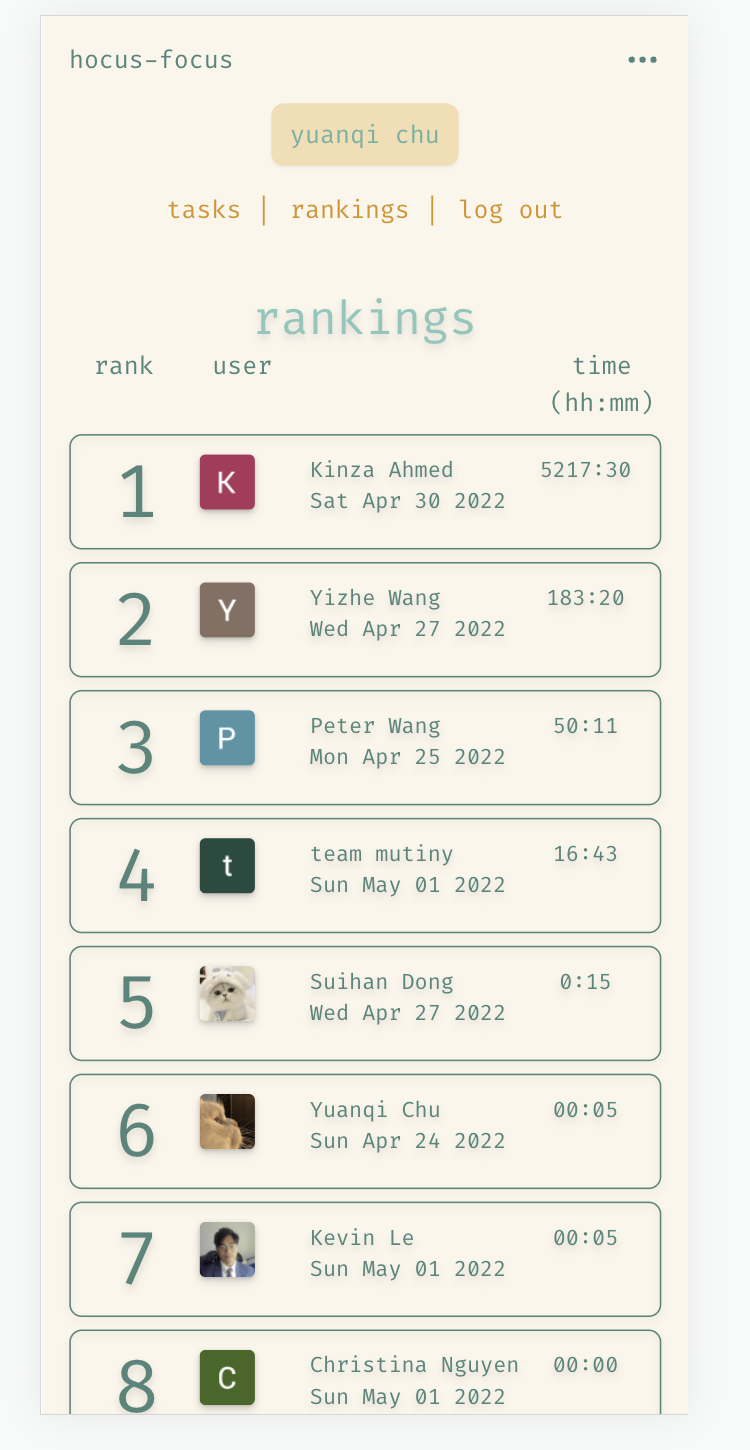 hocus-focus •••
yuanqi chu
tasks | rankings | log out
rankings
rank user time
(hh:mm)
1 K Kinza Ahmed 5217:30
Sat Apr 30 2022
2 Y Yizhe Wang 183:20
Wed Apr 27 2022
3 P Peter Wang 50:11
Mon Apr 25 2022
4 t team mutiny 16:43
Sun May 01 2022
5 Suihan Dong 0:15
Wed Apr 27 2022
6 Yuanqi Chu 00:05
Sun Apr 24 2022
7 Kevin Le 00:05
Sun May 01 2022
8 C Christina Nguyen 00:00
Sun May 01 2022